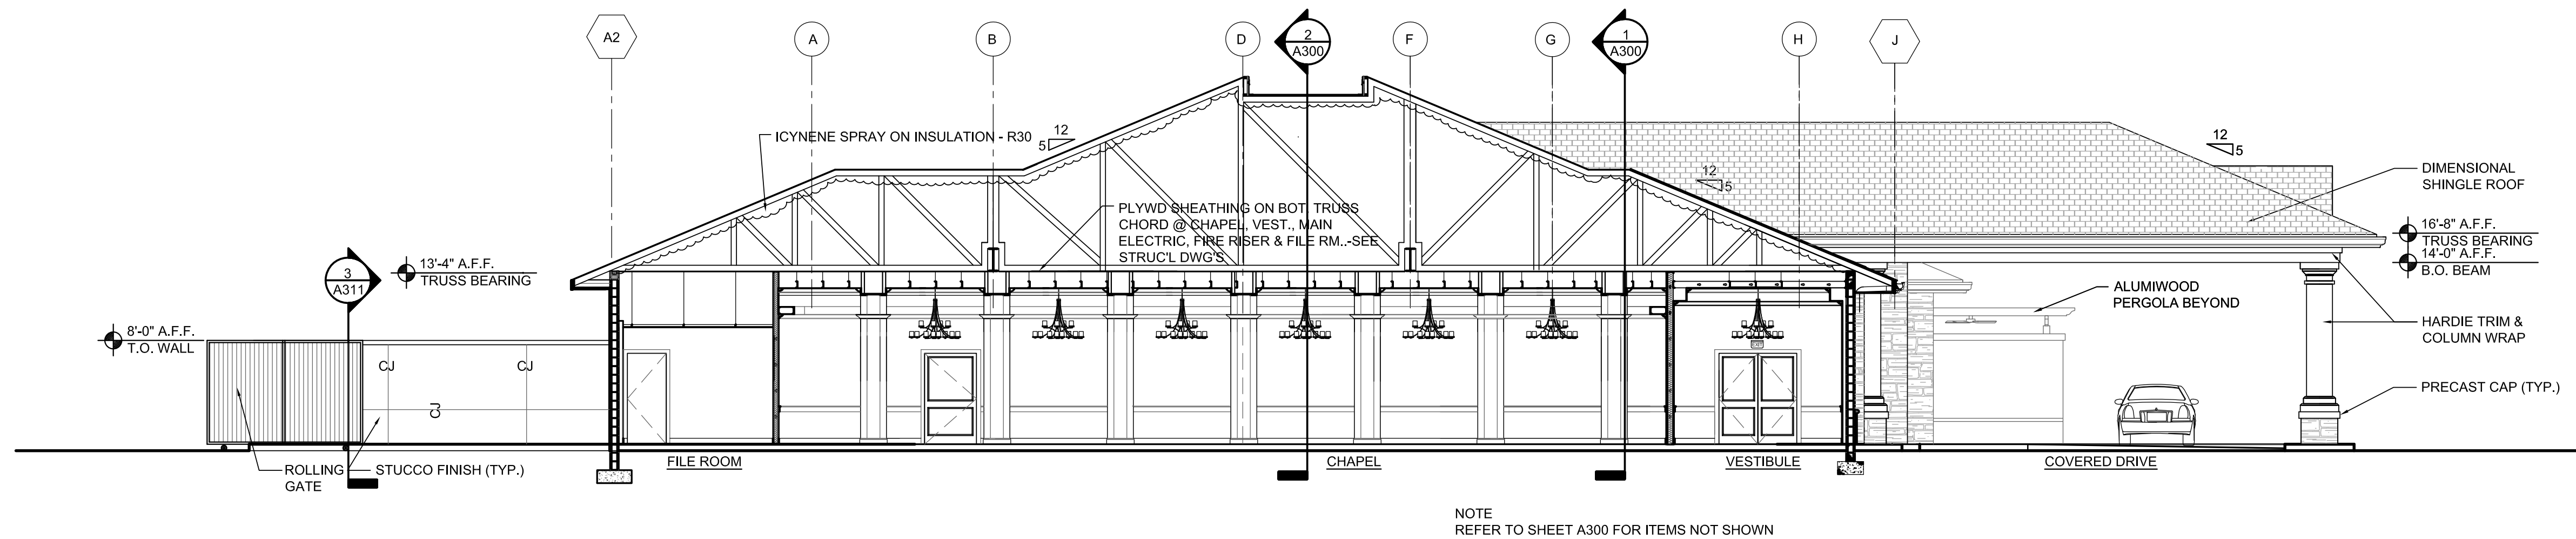 A2
A
B
D
2
A300
F
G
1
A300
H
J
ICYNENE SPRAY ON INSULATION - R30
12
5
12
5
12
5
DIMENSIONAL
SHINGLE ROOF
PLYWD SHEATHING ON BOT. TRUSS
CHORD @ CHAPEL, VEST., MAIN
ELECTRIC, FIRE RISER & FILE RM..-SEE
STRUC'L DWG'S
16'-8" A.F.F.
TRUSS BEARING
14'-0" A.F.F.
B.O. BEAM
3
A311
13'-4" A.F.F.
TRUSS BEARING
ALUMIWOOD
PERGOLA BEYOND
8'-0" A.F.F.
T.O. WALL
HARDIE TRIM &
COLUMN WRAP
EXIT
CJ
CJ
CJ
PRECAST CAP (TYP.)
ROLLING
GATE
STUCCO FINISH (TYP.)
FILE ROOM
CHAPEL
VESTIBULE
COVERED DRIVE
NOTE
REFER TO SHEET A300 FOR ITEMS NOT SHOWN